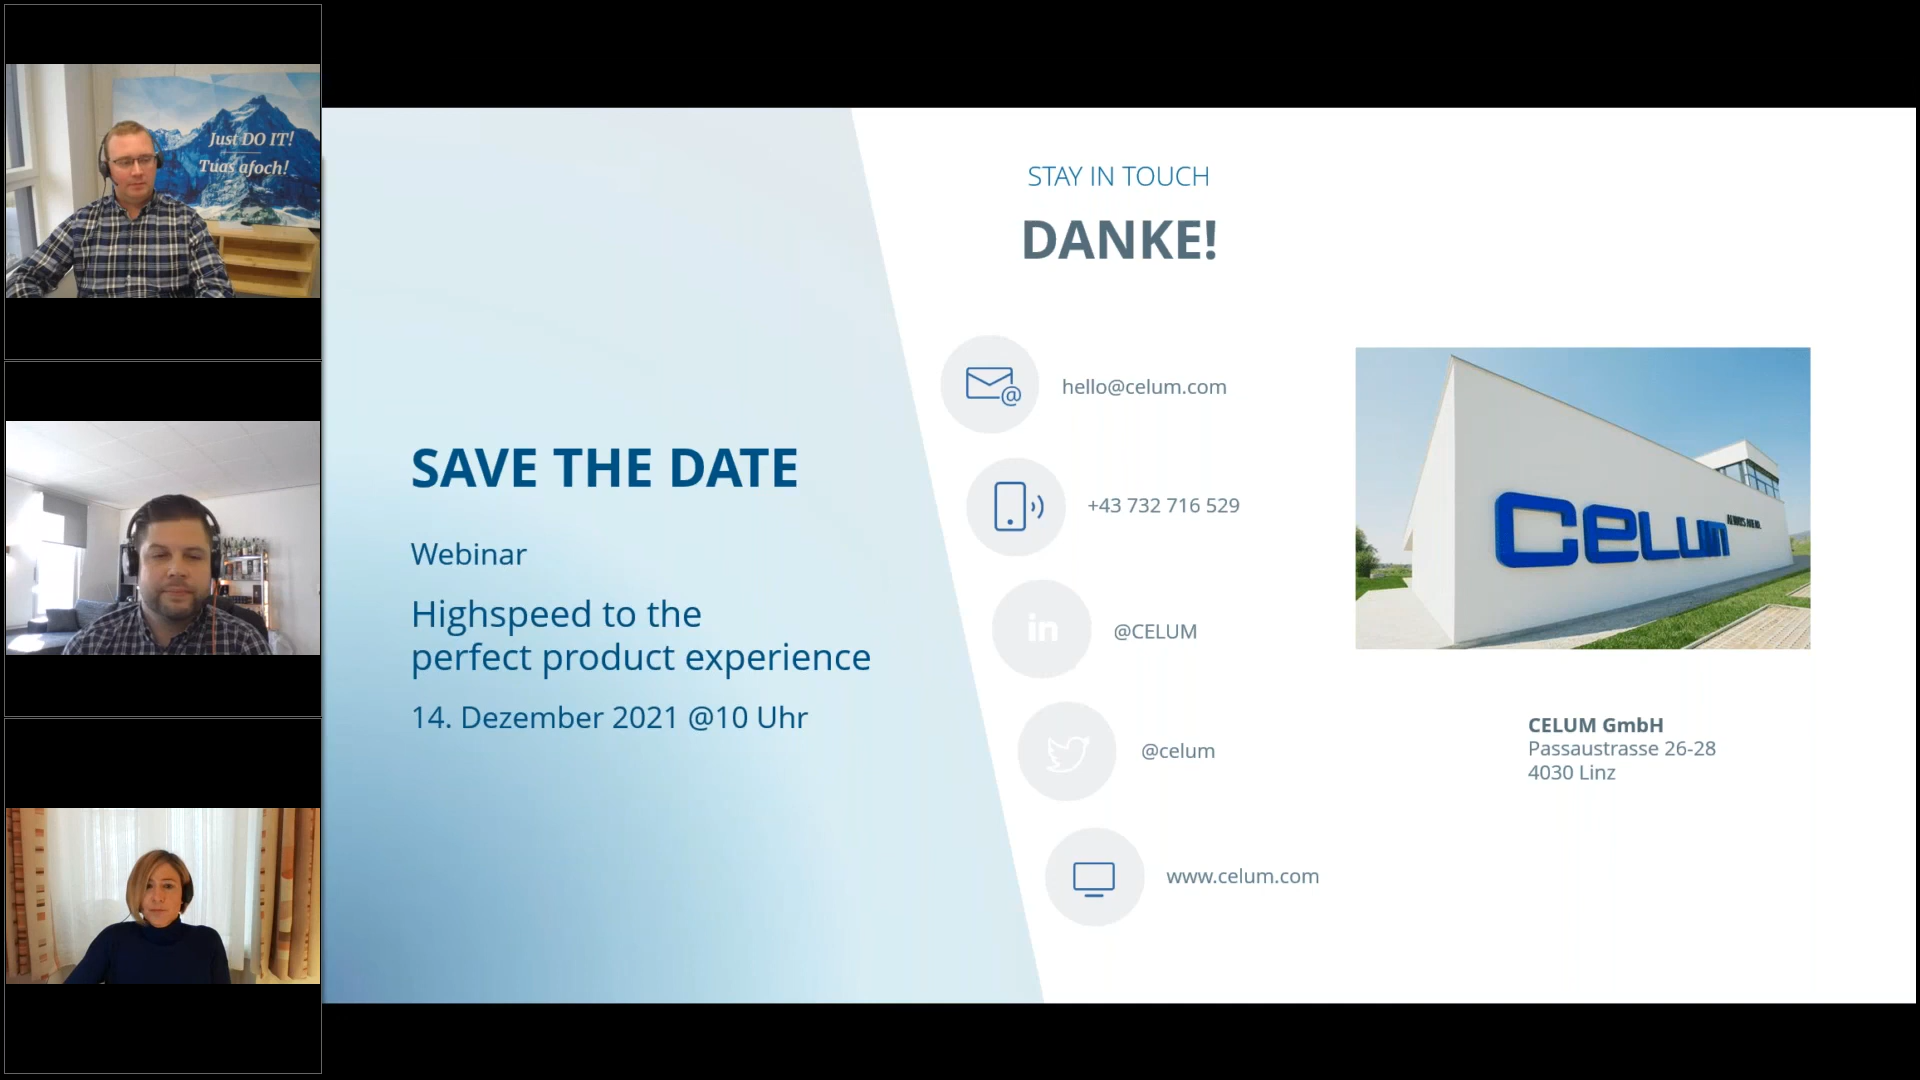 Just DO IT!
Tuas afoch!
STAY IN TOUCH
DANKE!
SAVE THE DATE
Webinar
Highspeed to the
perfect product experience
14. Dezember 2021 @10 Uhr
hello@celum.com
+43 732 716 529
in
@CELUM
@celum
www.celum.com
CELUM
CELUM GmbH
Passaustrasse 26-28
4030 Linz